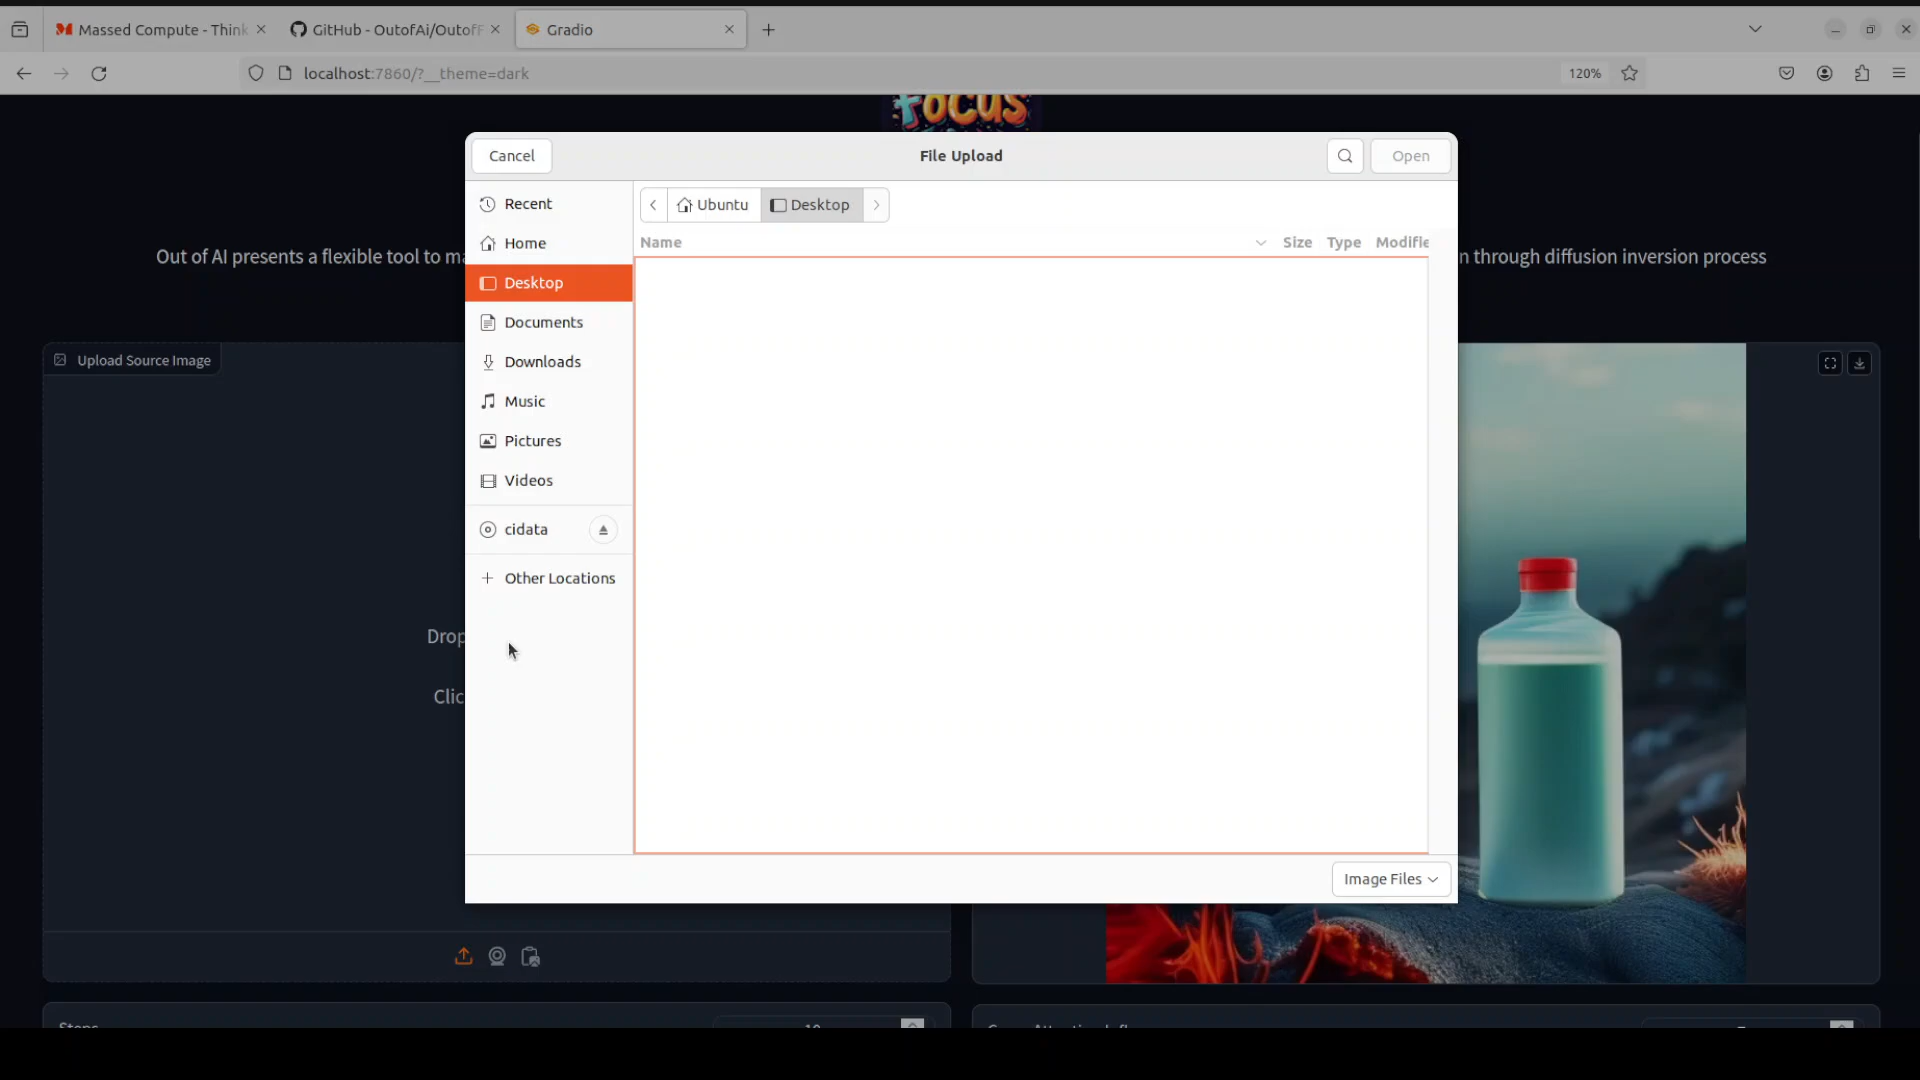 Massed Compute - Think
GitHub - OutofAi/OutofF
Gradio
localhost:7860/?__theme=dark
120%
Focus
Cancel
File Upload
Open
Recent
Ubuntu
Desktop
Home
Name
Size
Type
Modifie
Out of AI presents a flexible tool to ma
n through diffusion inversion process
Desktop
Documents
Upload Source Image
Downloads
Music
Pictures
Videos
cidata
Other Locations
Drop
Clic
Image Files